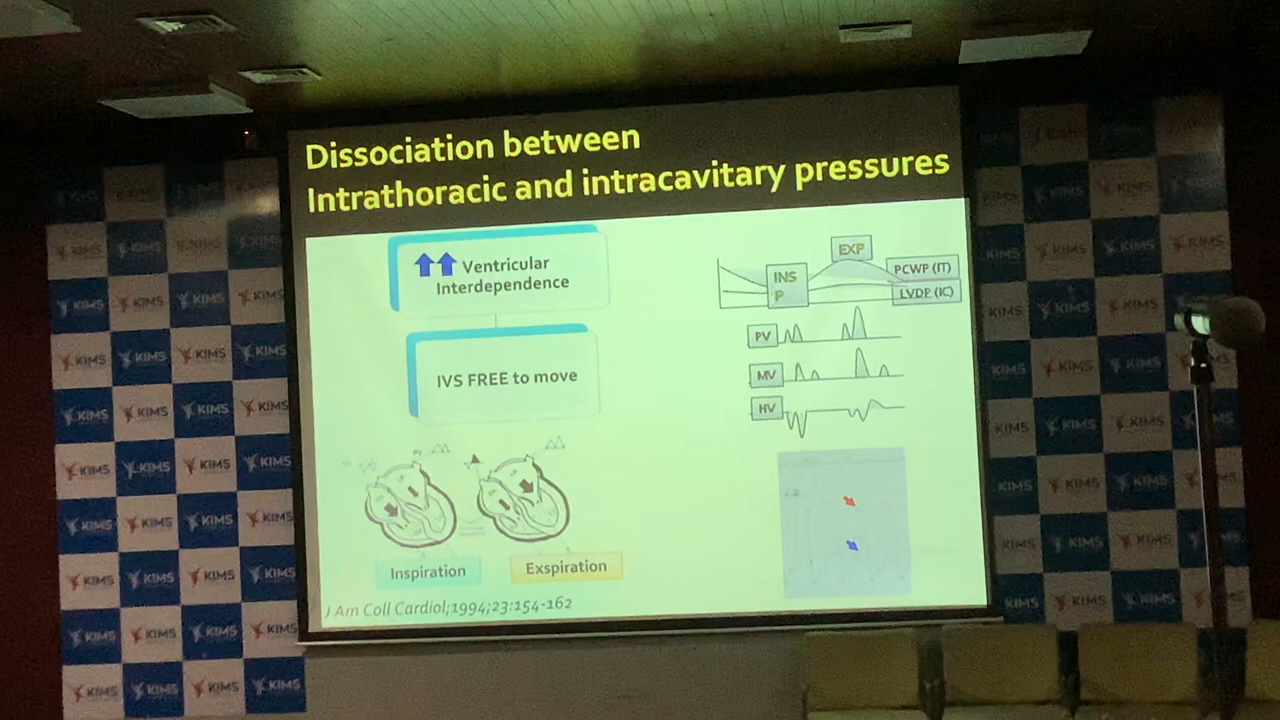 Dissociation between
Intrathoracic and intracavitary pressures
Ventricular
Interdependence
IVS FREE to move
Inspiration
Exspiration
J Am Coll Cardiol;1994;23:154-162
EXP
INS
P
PCWP (IT)
LVDP (IC)
PV
MV
HV
KIMS